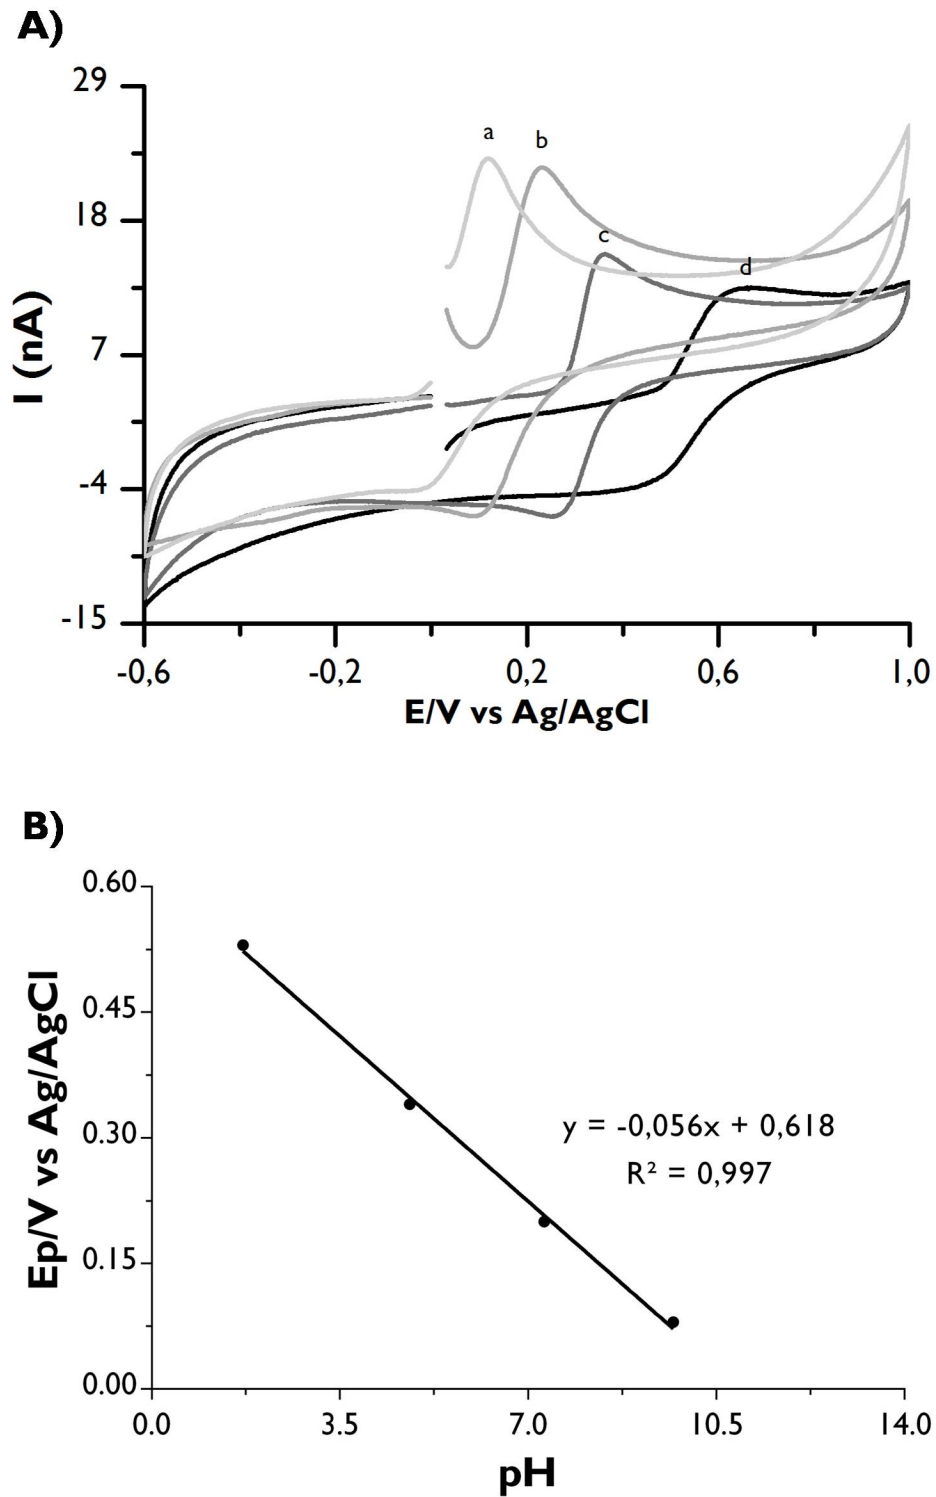 A)
29
18
7
-4
-15
I (nA)
a
b
c
d
-0,6
-0,2
0,2
0,6
1,0
E/V vs Ag/AgCl
B)
0.60
0.45
0.30
0.15
0.00
Ep/V vs Ag/AgCl
y = -0,056x + 0,618
R² = 0,997
0.0
3.5
7.0
10.5
14.0
pH